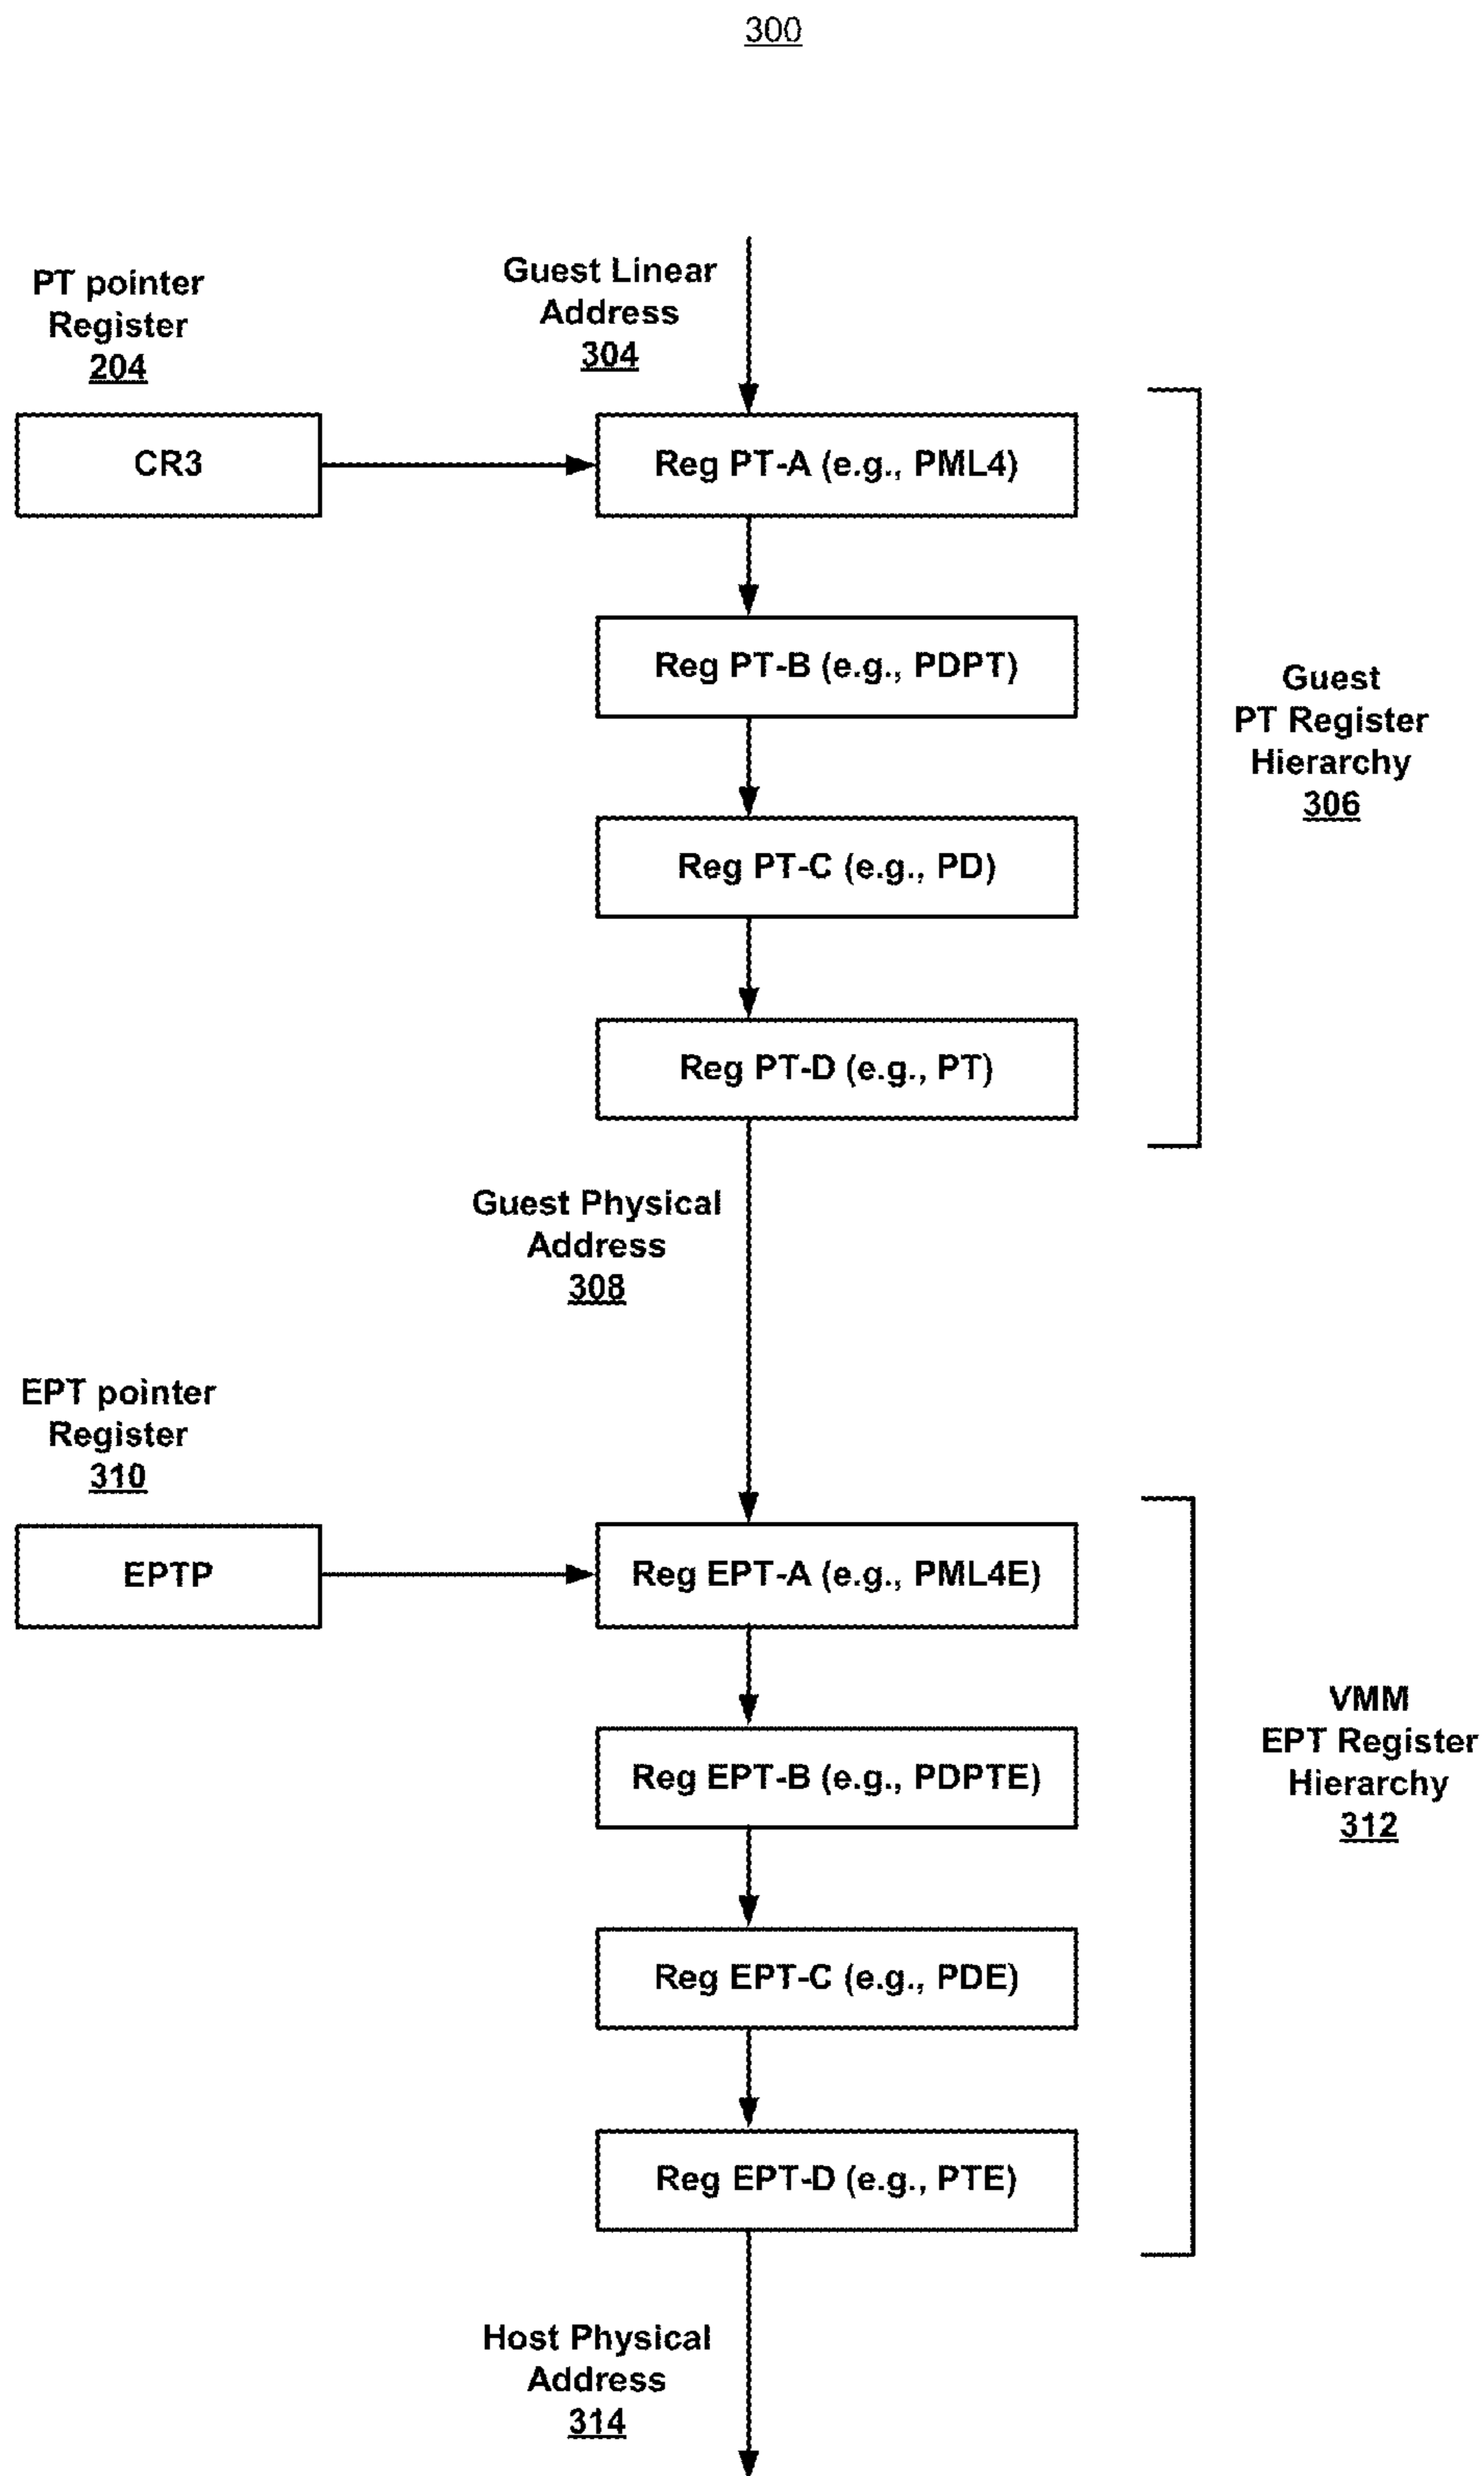 300
PT pointer
Register
204
Guest Linear
Address
304
CR3
Reg PT-A (e.g., PML4)
Reg PT-B (e.g., PDPT)
Reg PT-C (e.g., PD)
Reg PT-D (e.g., PT)
Guest
PT Register
Hierarchy
306
Guest Physical
Address
308
EPT pointer
Register
310
EPTP
Reg EPT-A (e.g., PML4E)
Reg EPT-B (e.g., PDPTE)
Reg EPT-C (e.g., PDE)
Reg EPT-D (e.g., PTE)
VMM
EPT Register
Hierarchy
312
Host Physical
Address
314